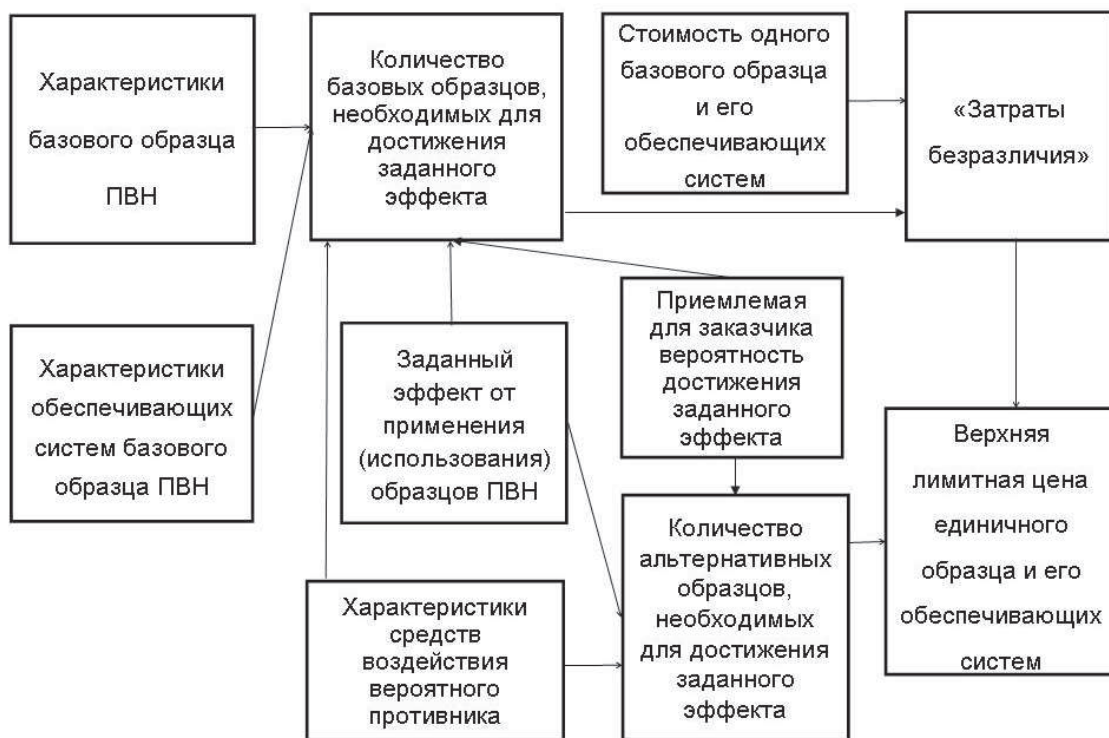 Характеристики
базового образца
ПВН
Количество
базовых образцов,
необходимых для
достижения
заданного
эффекта
Стоимость одного
базового образца
и его
обеспечивающих
систем
«Затраты
безразличия»
Характеристики
обеспечивающих
систем базового
образца ПВН
Заданный
эффект от
применения
(использования)
образцов ПВН
Приемлемая
для заказчика
вероятность
достижения
заданного
эффекта
Верхняя
лимитная цена
единичного
образца и его
обеспечивающих
систем
Характеристики
средств
воздействия
вероятного
противника
Количество
альтернативных
образцов,
необходимых
для достижения
заданного
эффекта